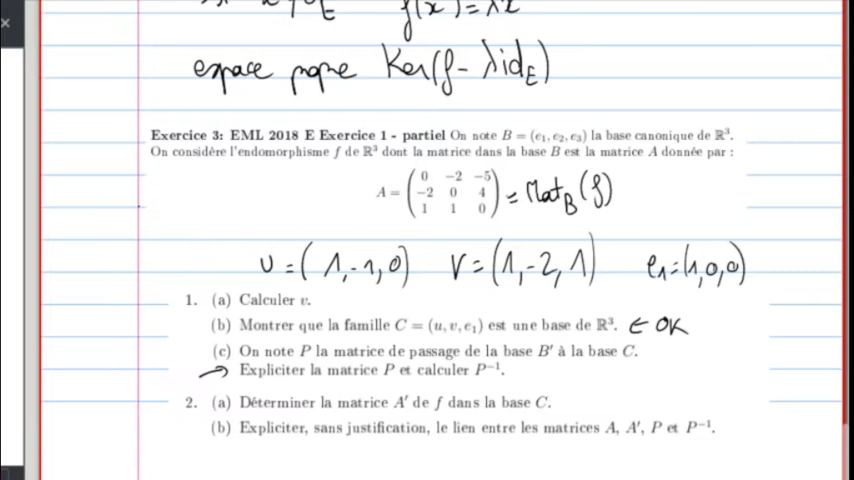 f(x) = λx
espace propre Ker(f - λid_E)
Exercice 3: EML 2018 E Exercice 1 - partiel On note B = (e₁, e₂, e₃) la base canonique de ℝ³.
On considère l'endomorphisme f de ℝ³ dont la matrice dans la base B est la matrice A donnée par :
0 -2 -5
A = -2 0 4 = Mat_B(f)
1 1 0
u = (1, -1, 0) v = (1, -2, 1) e₁ = (1, 0, 0)
1. (a) Calculer v.
(b) Montrer que la famille C = (u, v, e₁) est une base de ℝ³. ← OK
(c) On note P la matrice de passage de la base B' à la base C.
→ Expliciter la matrice P et calculer P⁻¹.
2. (a) Déterminer la matrice A' de f dans la base C.
(b) Expliciter, sans justification, le lien entre les matrices A, A', P et P⁻¹.